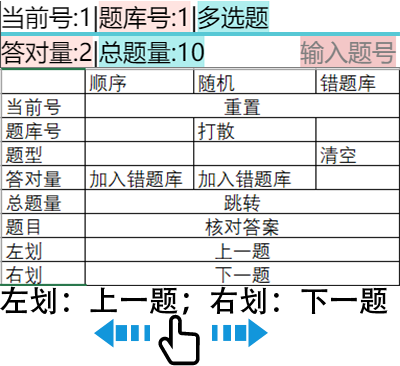 当前号:1|题库号:1|多选题
答对量:2|总题量:10 输入题号
顺序 随机 错题库
当前号 重置
题库号 打散
题型 清空
答对量 加入错题库 加入错题库
总题量 跳转
题目 核对答案
左划 上一题
右划 下一题
左划：上一题；右划：下一题